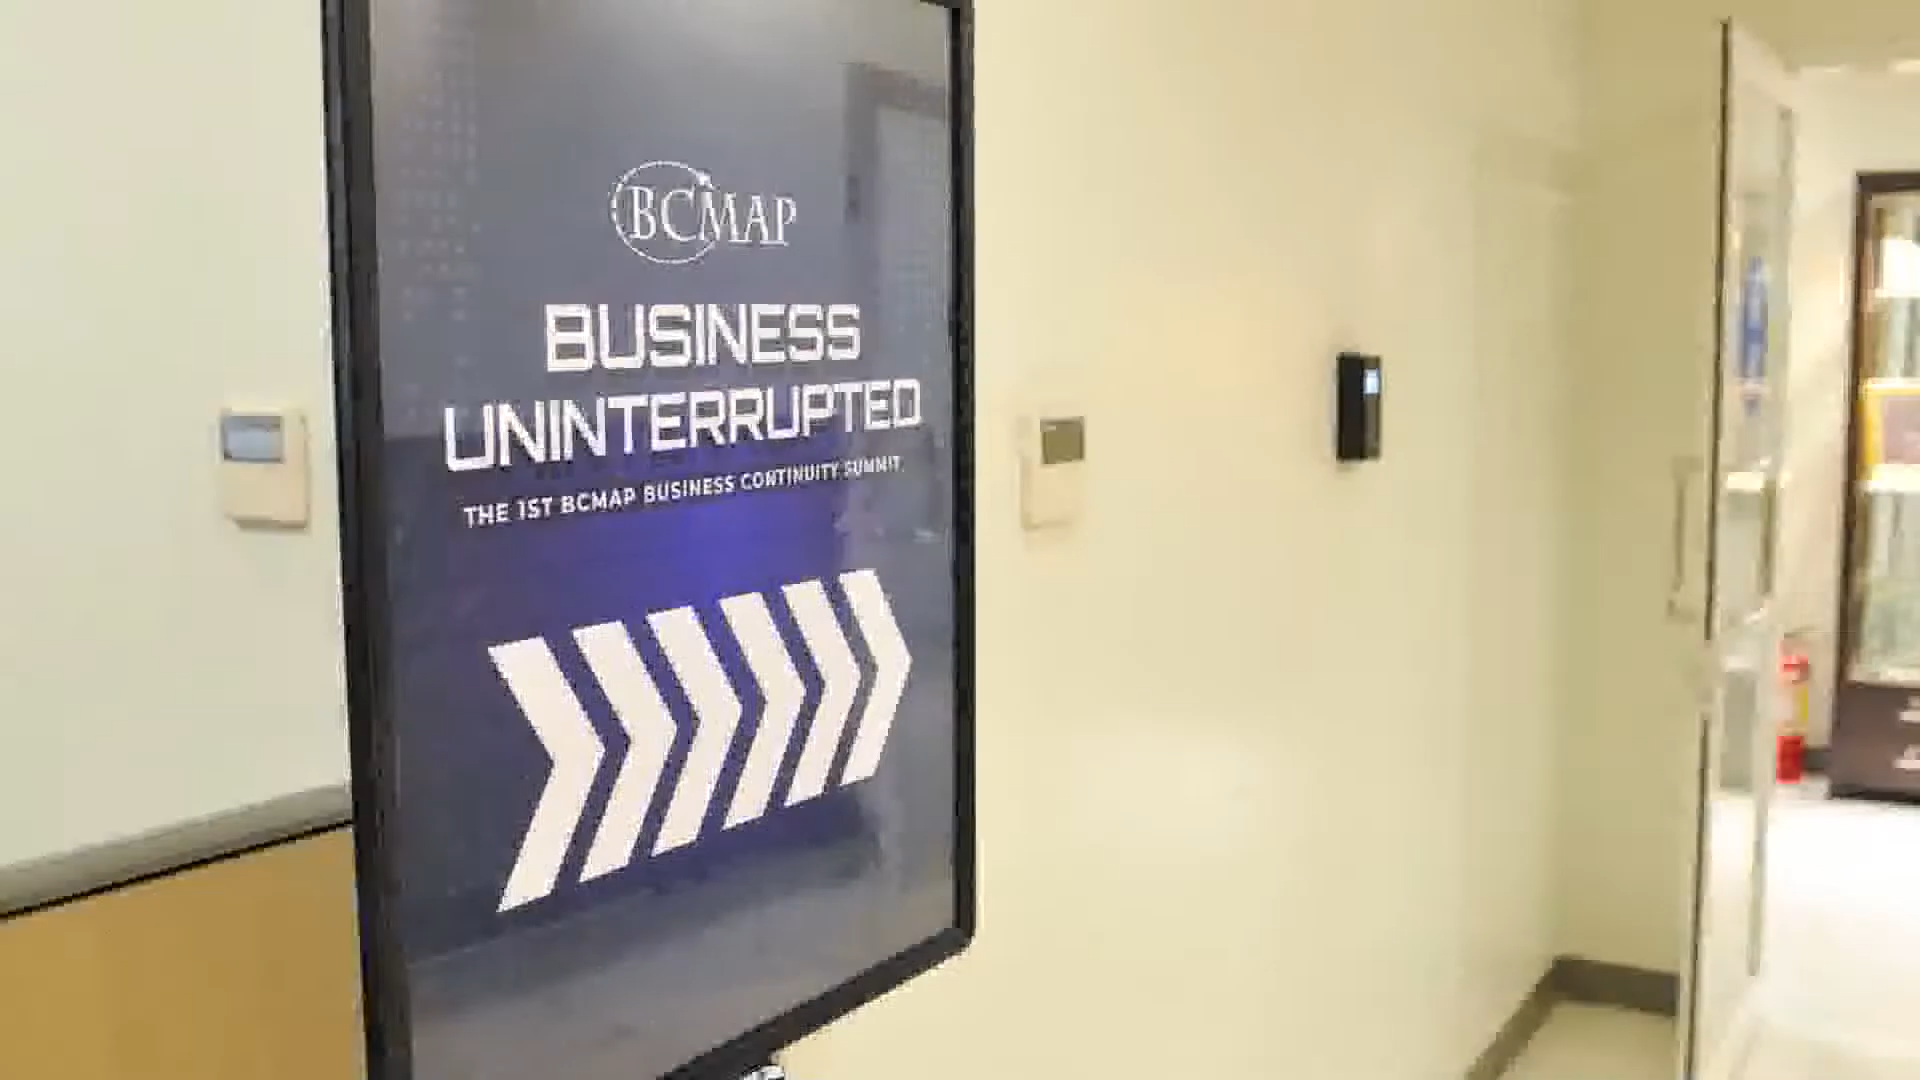 BCMAP
BUSINESS
UNINTERRUPTED
THE 1ST BCMAP BUSINESS CONTINUITY SUMMIT